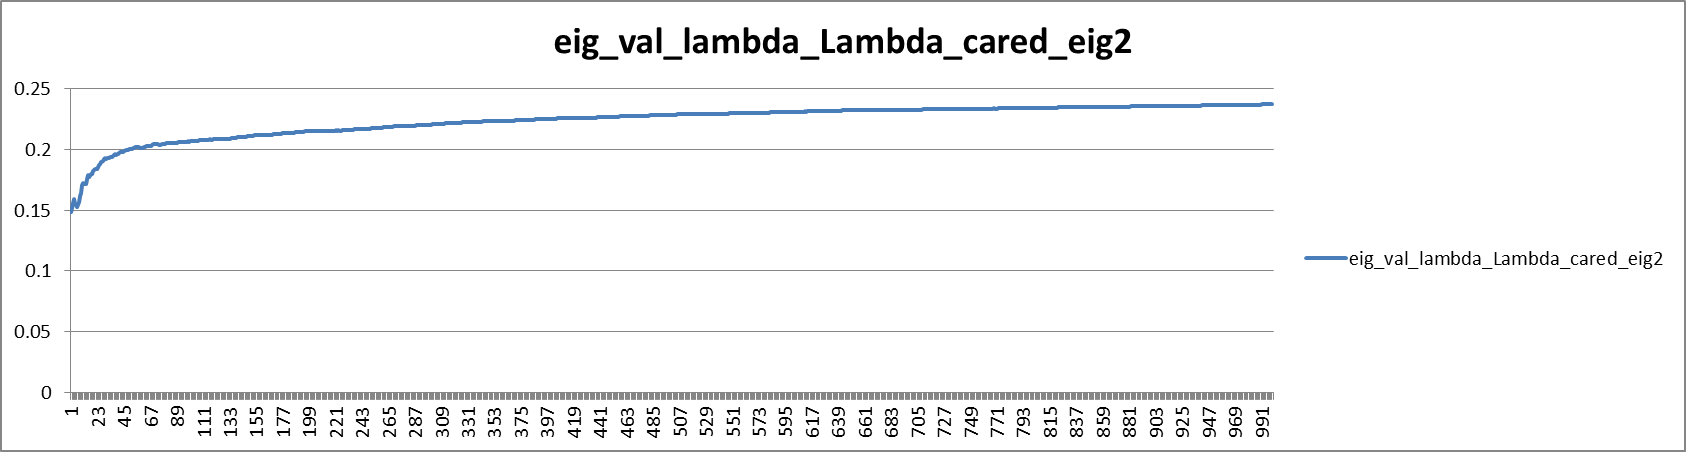 eig_val_lambda_Lambda_cared_eig2
0.25
0.2
0.15
0.1
0.05
0
1 23 45 67 89 111 133 155 177 199 221 243 265 287 309 331 353 375 397 419 441 463 485 507 529 551 573 595 617 639 661 683 705 727 749 771 793 815 837 859 881 903 925 947 969 991
eig_val_lambda_Lambda_cared_eig2